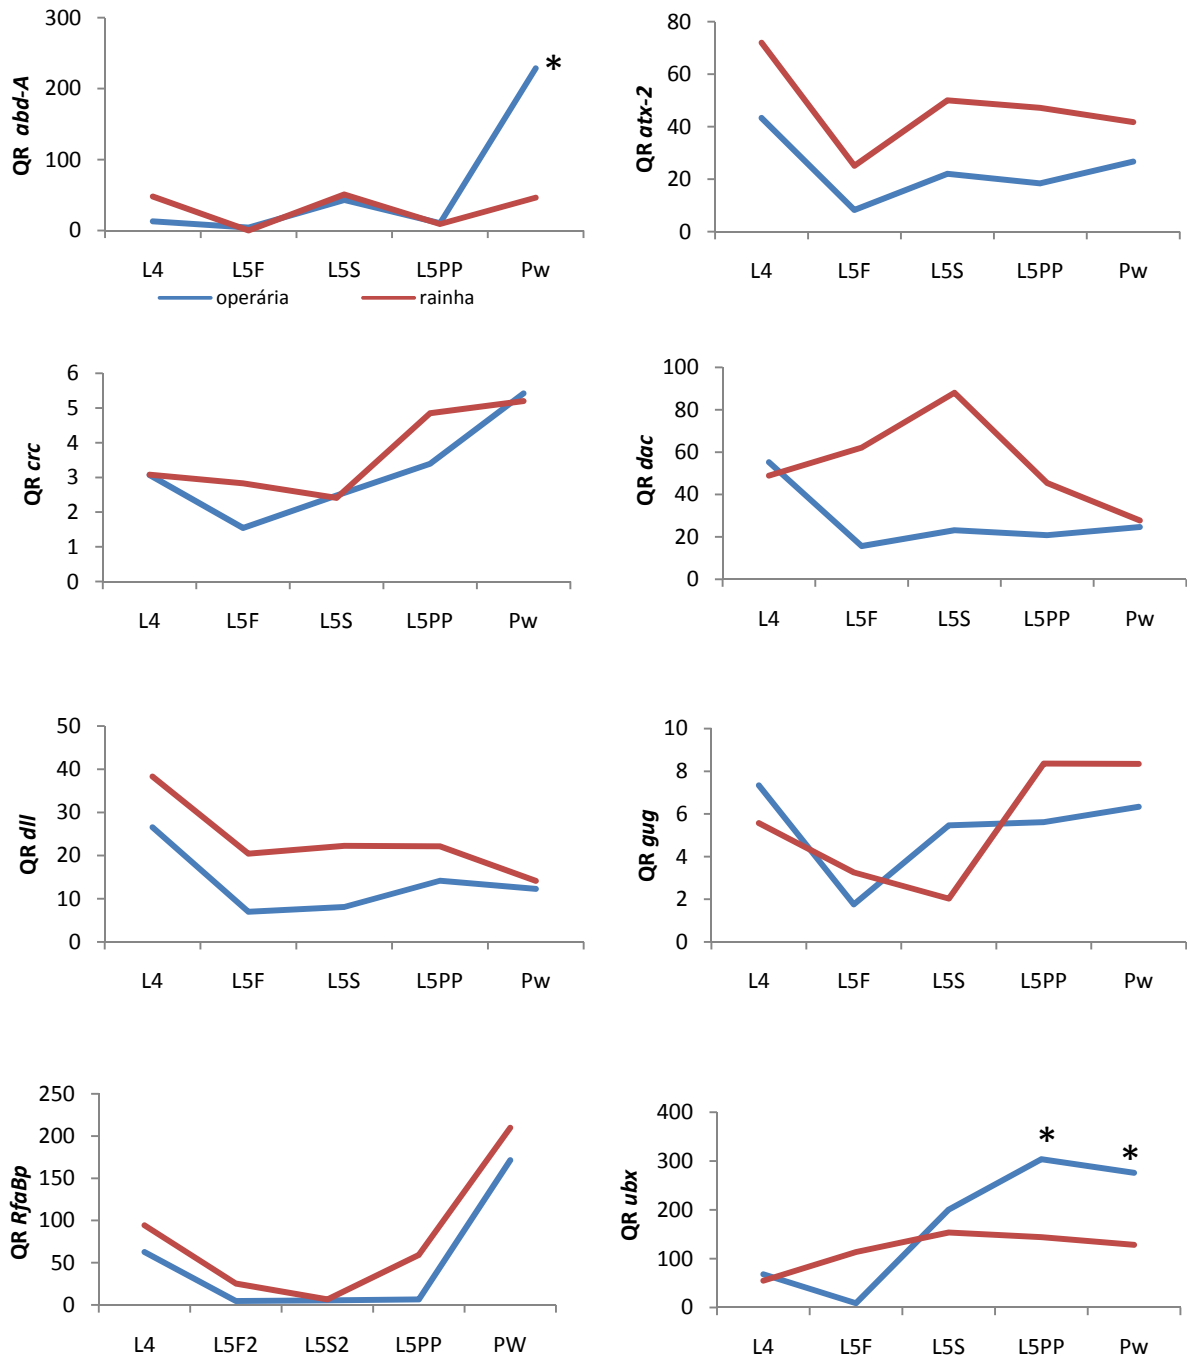 300
200
100
0
QR abd-A
*
L4 L5F L5S L5PP Pw
operária rainha
80
60
40
20
0
QR atx-2
L4 L5F L5S L5PP Pw
6
5
4
3
2
1
0
QR crc
L4 L5F L5S L5PP Pw
100
80
60
40
20
0
QR dac
L4 L5F L5S L5PP Pw
50
40
30
20
10
0
QR dll
L4 L5F L5S L5PP Pw
10
8
6
4
2
0
QR gug
L4 L5F L5S L5PP Pw
250
200
150
100
50
0
QR RfaBp
L4 L5F2 L5S2 L5PP PW
400
300
200
100
0
QR ubx
* *
L4 L5F L5S L5PP Pw